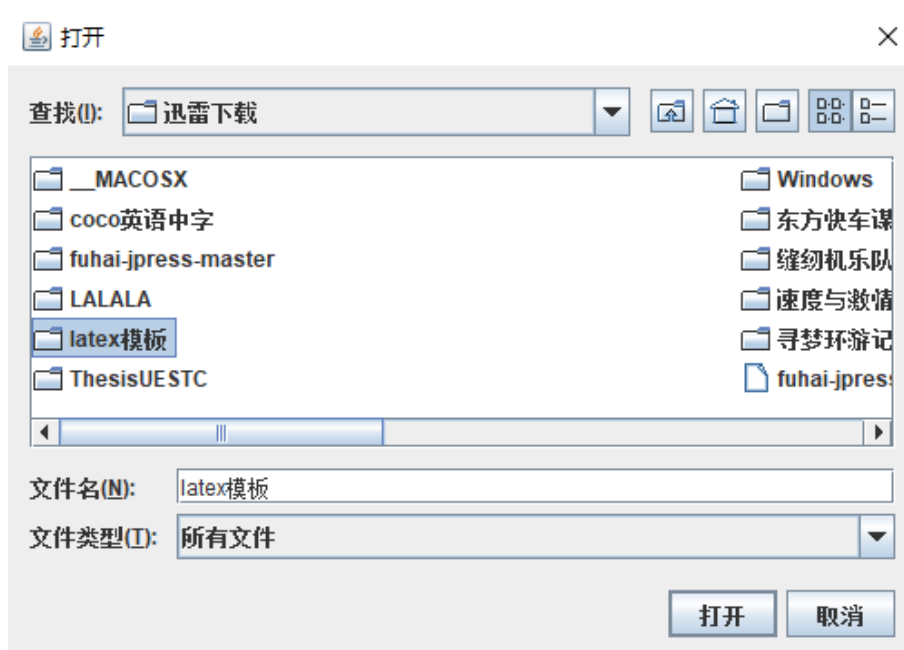 打开
查找(I): 迅雷下载
__MACOSX
coco英语中字
fuhai-jpress-master
LALALA
latex模板
ThesisUESTC
Windows
东方快车谋
缝纫机乐队
速度与激情
寻梦环游记
fuhai-jpres
文件名(N): latex模板
文件类型(T): 所有文件
打开 取消